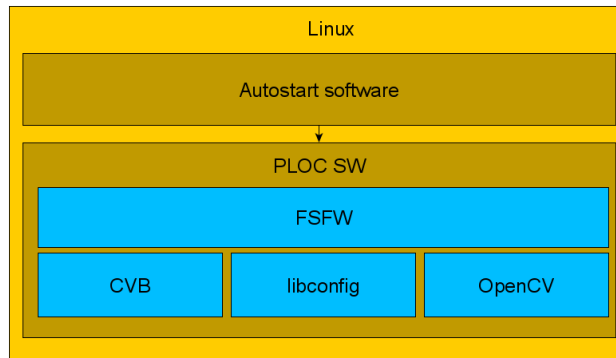 Linux
Autostart software
PLOC SW
FSFW
CVB
libconfig
OpenCV